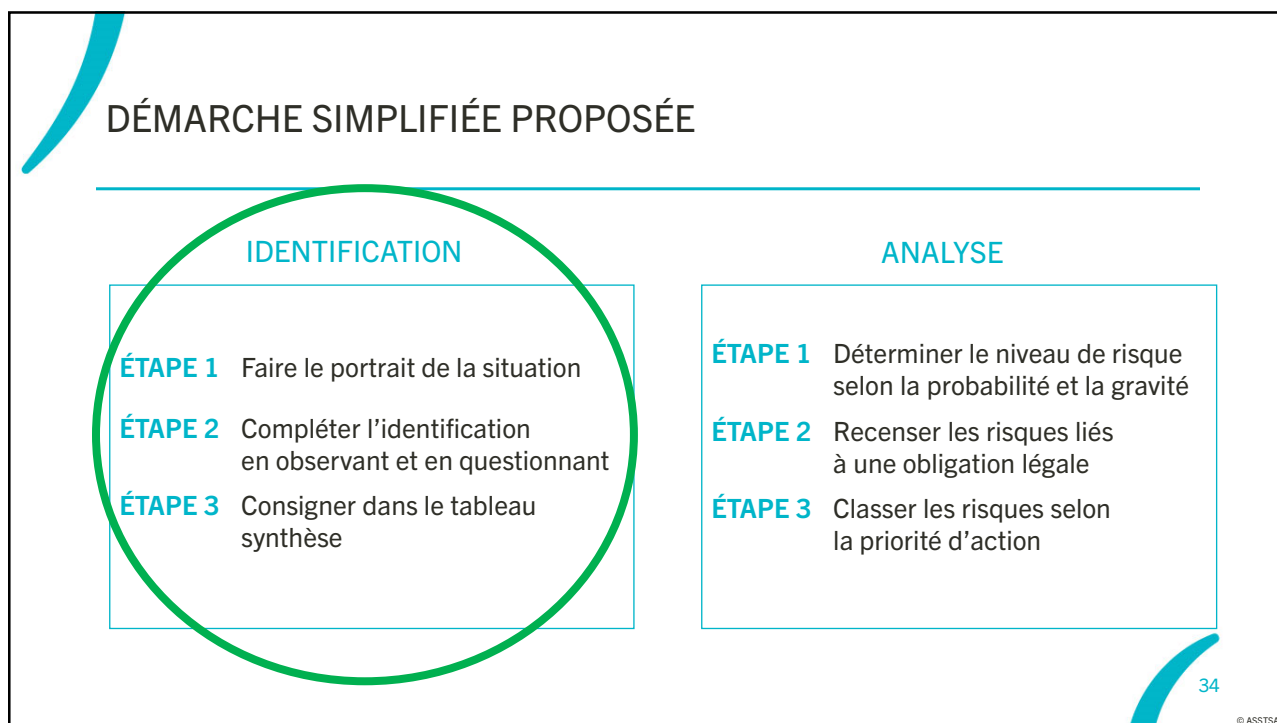 DÉMARCHE SIMPLIFIÉE PROPOSÉE
IDENTIFICATION
ÉTAPE 1 Faire le portrait de la situation
ÉTAPE 2 Compléter l’identification
en observant et en questionnant
ÉTAPE 3 Consigner dans le tableau
synthèse
ANALYSE
ÉTAPE 1 Déterminer le niveau de risque
selon la probabilité et la gravité
ÉTAPE 2 Recenser les risques liés
à une obligation légale
ÉTAPE 3 Classer les risques selon
la priorité d’action
34
© ASSTSA